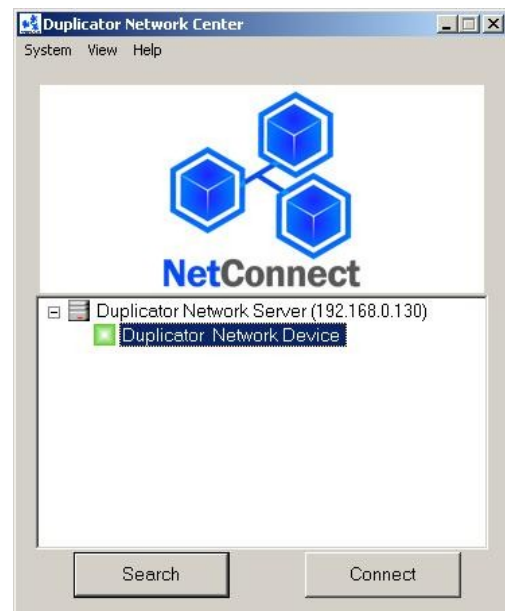 Duplicator Network Center
System View Help
NetConnect
Duplicator Network Server (192.168.0.130)
Duplicator Network Device
Search Connect